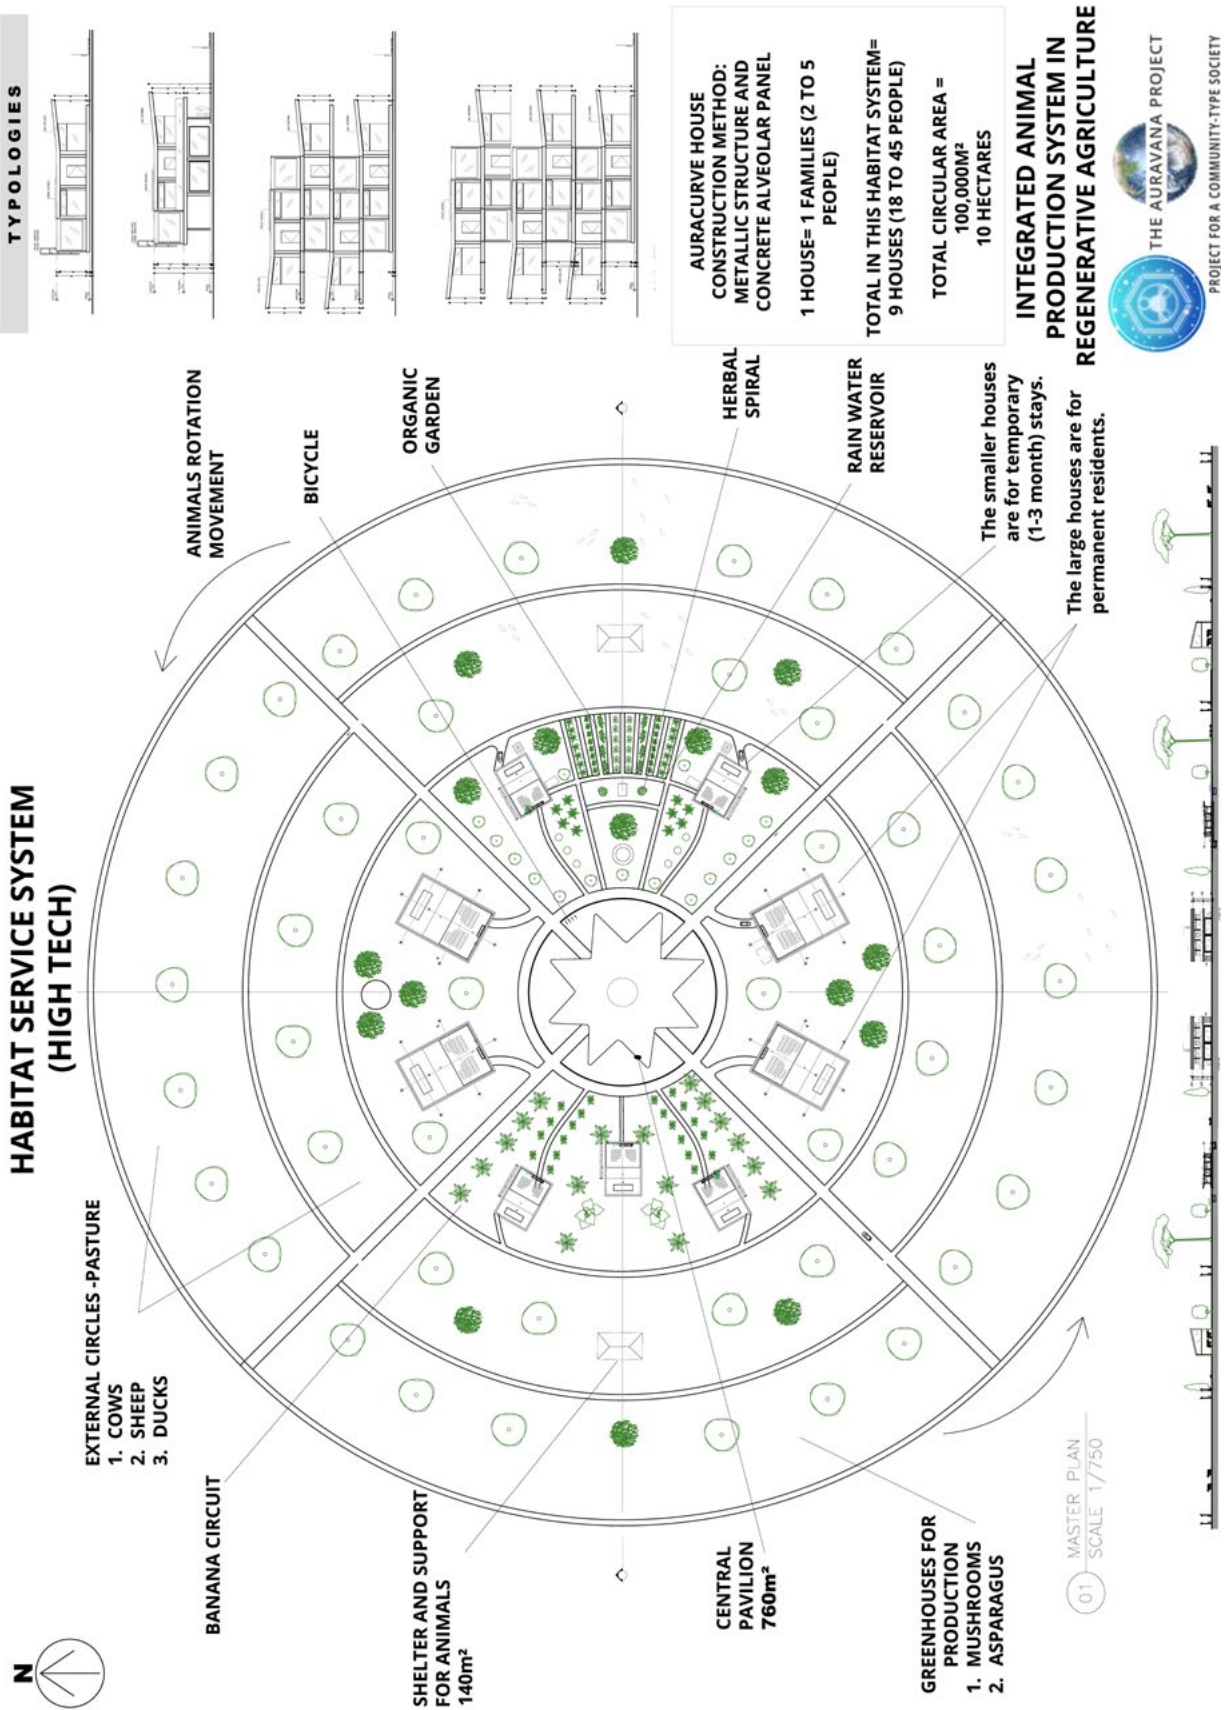 HABITAT SERVICE SYSTEM
(HIGH TECH)
N
EXTERNAL CIRCLES -PASTURE
1. COWS
2. SHEEP
3. DUCKS
BANANA CIRCUIT
SHELTER AND SUPPORT
FOR ANIMALS
140m²
CENTRAL
PAVILION
760m²
GREENHOUSES FOR
PRODUCTION
1. MUSHROOMS
2. ASPARAGUS
01
MASTER PLAN
SCALE 1/750
ANIMALS ROTATION
MOVEMENT
BICYCLE
ORGANIC
GARDEN
HERBAL
SPIRAL
RAIN WATER
RESERVOIR
The smaller houses
are for temporary
(1-3 month) stays.
The large houses are for
permanent residents.
TYPOLOGIES
AURACURVE HOUSE
CONSTRUCTION METHOD:
METALLIC STRUCTURE AND
CONCRETE ALVEOLAR PANEL
1 HOUSE= 1 FAMILIES (2 TO 5
PEOPLE)
TOTAL IN THIS HABITAT SYSTEM=
9 HOUSES (18 TO 45 PEOPLE)
TOTAL CIRCULAR AREA =
100,000M²
10 HECTARES
INTEGRATED ANIMAL
PRODUCTION SYSTEM IN
REGENERATIVE AGRICULTURE
THE AURAVANA PROJECT
PROJECT FOR A COMMUNITY-TYPE SOCIETY